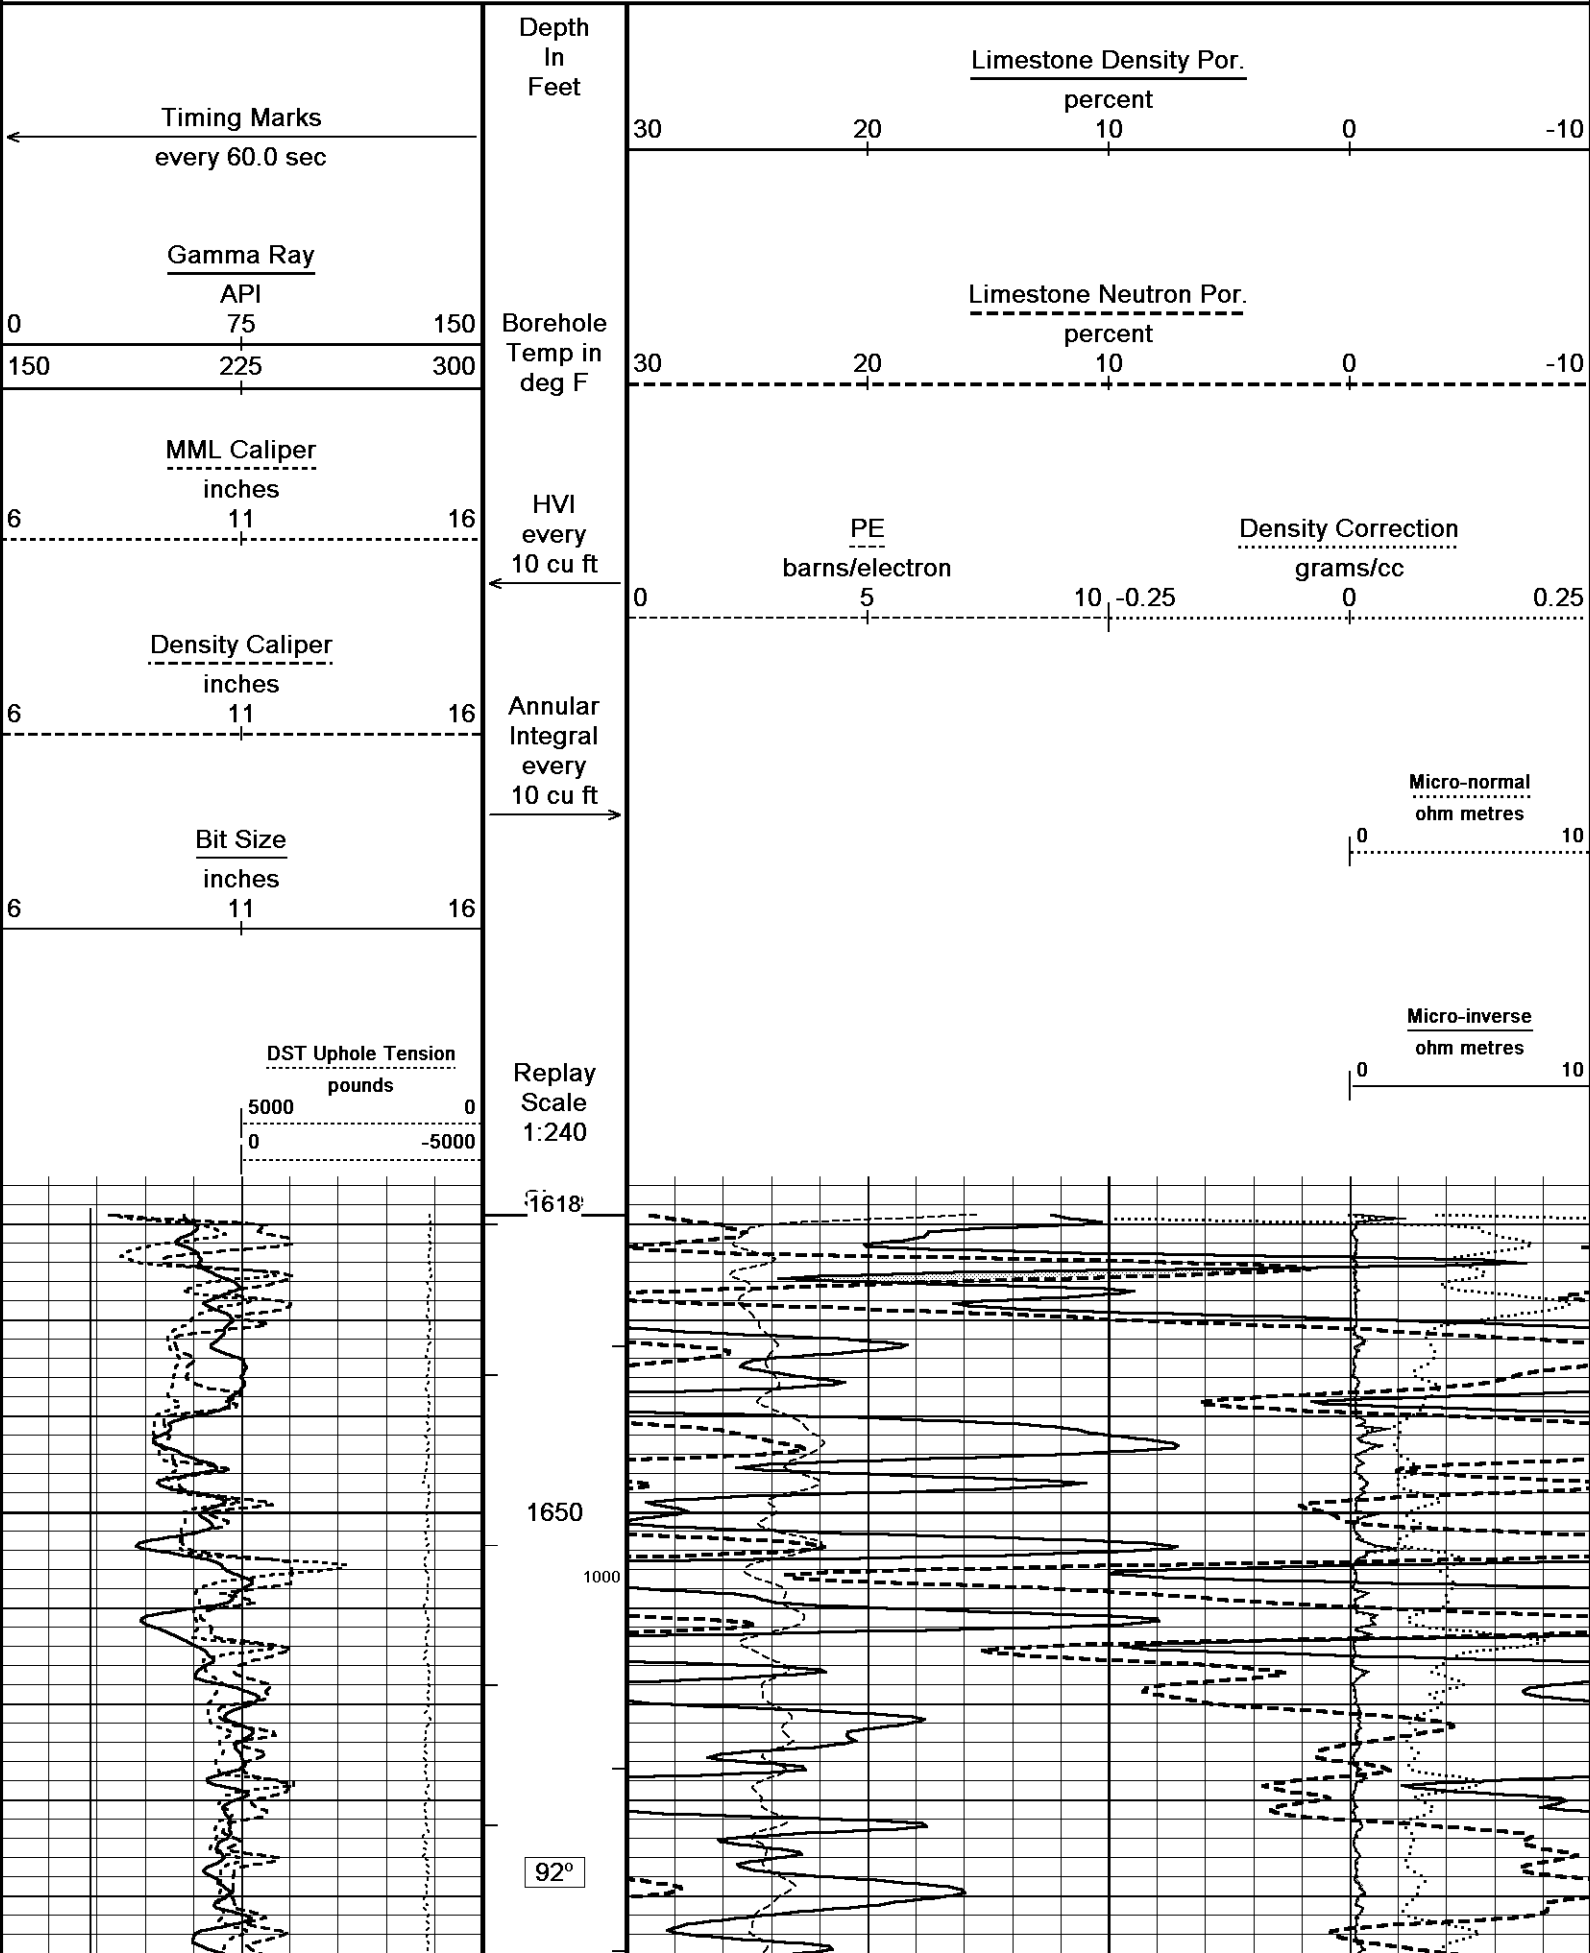 Timing Marks
every 60.0 sec
Gamma Ray
API
0 75 150
150 225 300
MML Caliper
inches
6 11 16
Density Caliper
inches
6 11 16
Bit Size
inches
6 11 16
DST Uphole Tension
pounds
5000 0
0 -5000
Depth
In
Feet
Borehole
Temp in
deg F
HVI
every
10 cu ft
Annular
Integral
every
10 cu ft
Replay
Scale
1:240
1618
1650
1000
92º
Limestone Density Por.
percent
30 20 10 0 -10
Limestone Neutron Por.
percent
30 20 10 0 -10
PE
barns/electron
0 5 10
Density Correction
grams/cc
-0.25 0 0.25
Micro-normal
ohm metres
0 10
Micro-inverse
ohm metres
0 10